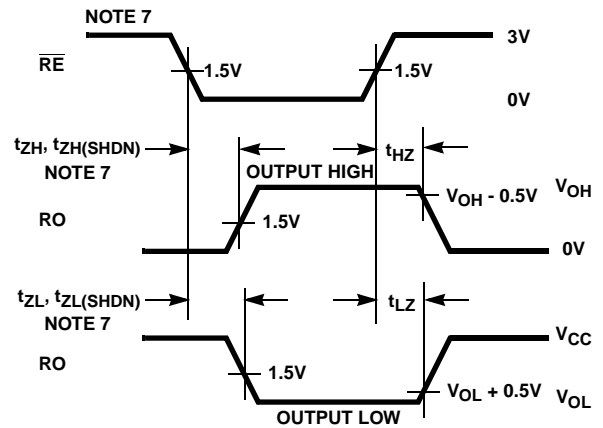 NOTE 7
3V
RE
1.5V
1.5V
0V
tZH, tZH(SHDN)
NOTE 7
tHZ
OUTPUT HIGH
VOH - 0.5V
VOH
RO
1.5V
0V
tZL, tZL(SHDN)
NOTE 7
tLZ
VCC
RO
1.5V
VOL + 0.5V
VOL
OUTPUT LOW